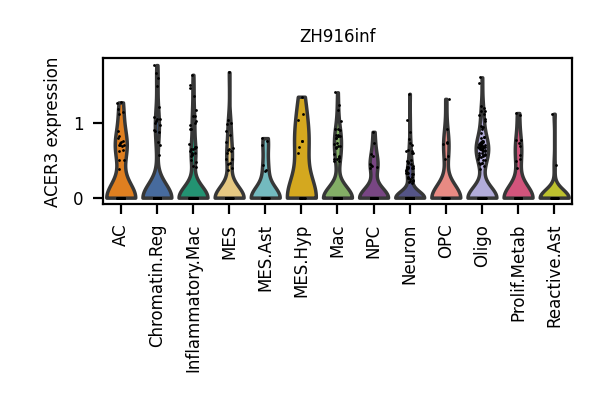 ZH916inf
ACER3 expression
1
0
AC
Chromatin.Reg
Inflammatory.Mac
MES
MES.Ast
MES.Hyp
Mac
NPC
Neuron
OPC
Oligo
Prolif.Metab
Reactive.Ast